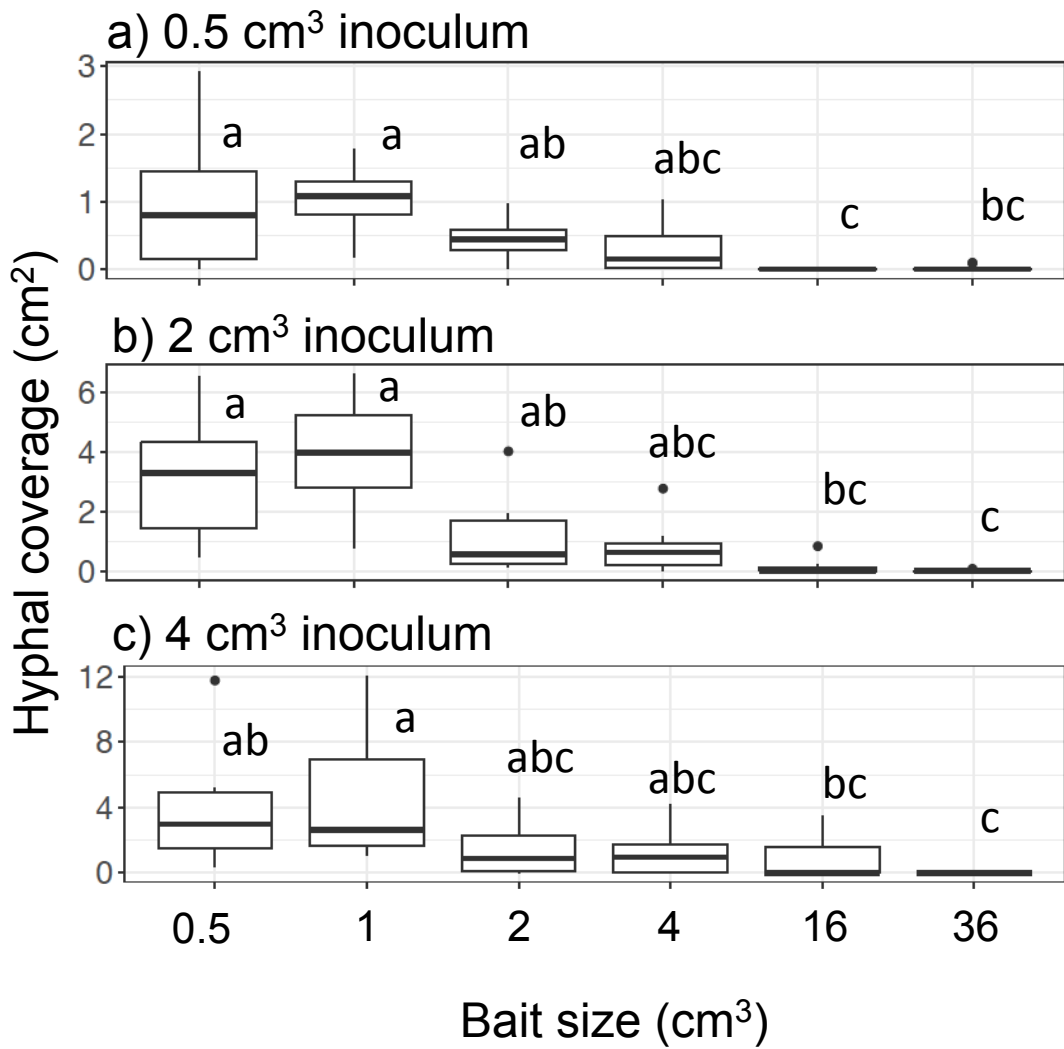 a) 0.5 cm³ inoculum
3
2
1
0
a
a
ab
abc
c
bc
Hyphal coverage (cm²)
b) 2 cm³ inoculum
6
4
2
0
a
a
ab
abc
bc
c
c) 4 cm³ inoculum
12
8
4
0
ab
a
abc
abc
bc
c
0.5 1 2 4 16 36
Bait size (cm³)